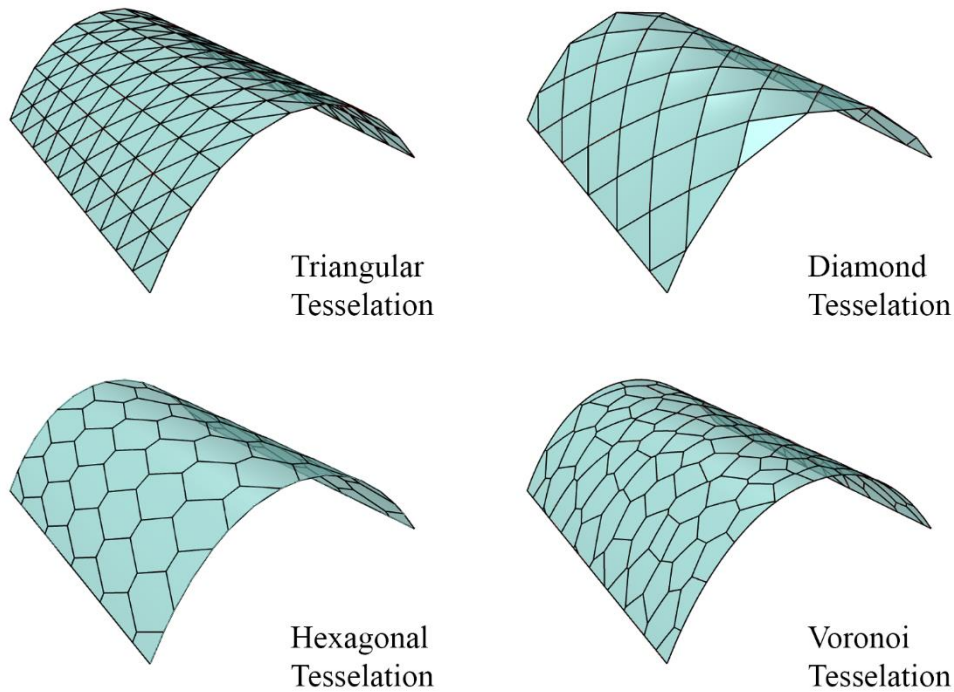 Triangular
Tesselation
Diamond
Tesselation
Hexagonal
Tesselation
Voronoi
Tesselation